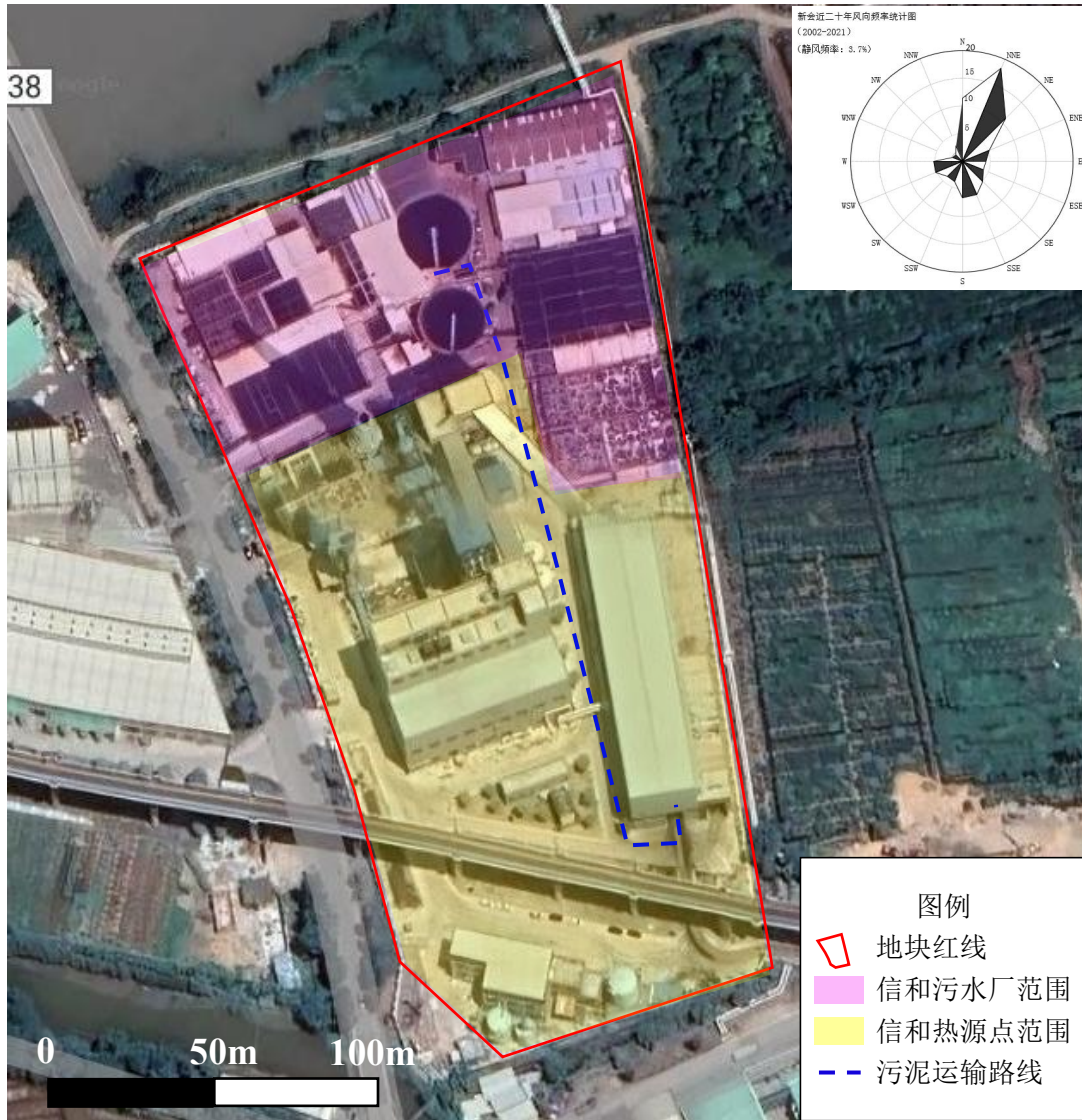 新会近二十年风向频率统计图
(2002-2021)
(静风频率: 3.7%)
N
NNE
NE
ENE
E
ESE
SE
SSE
S
SSW
SW
WSW
W
WNW
NW
NNW
20
15
10
5
38
图例
地块红线
信和污水厂范围
信和热源点范围
污泥运输路线
0 50m 100m